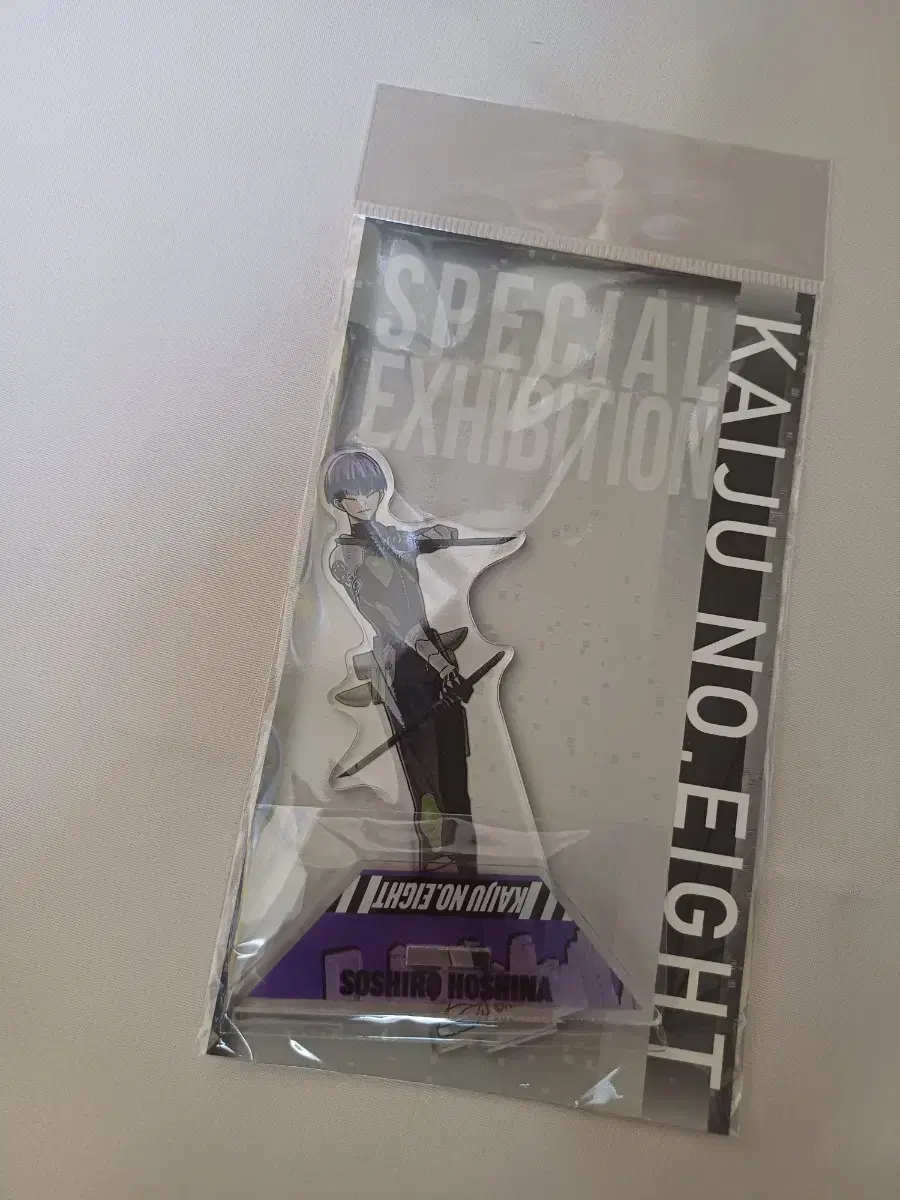 SPECIAL
EXHIBITION
KAIJU NO.EIGHT
KAIJU NO.EIGHT
SOSHIRO HOSHINA